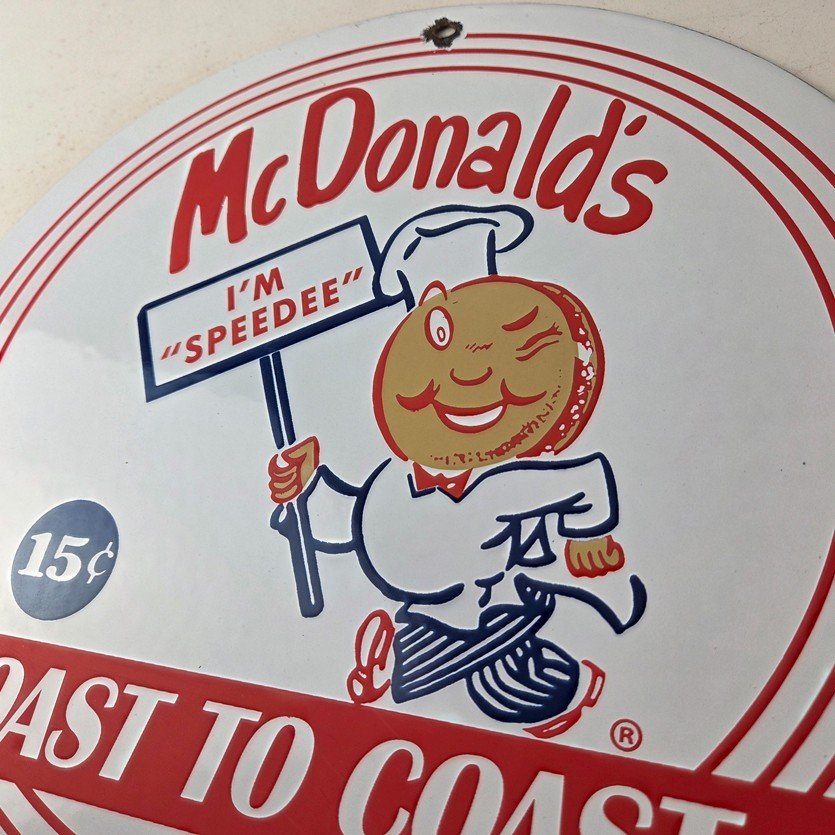 McDonald's
I'M
"SPEEDEE"
15¢
OAST TO COAST
®